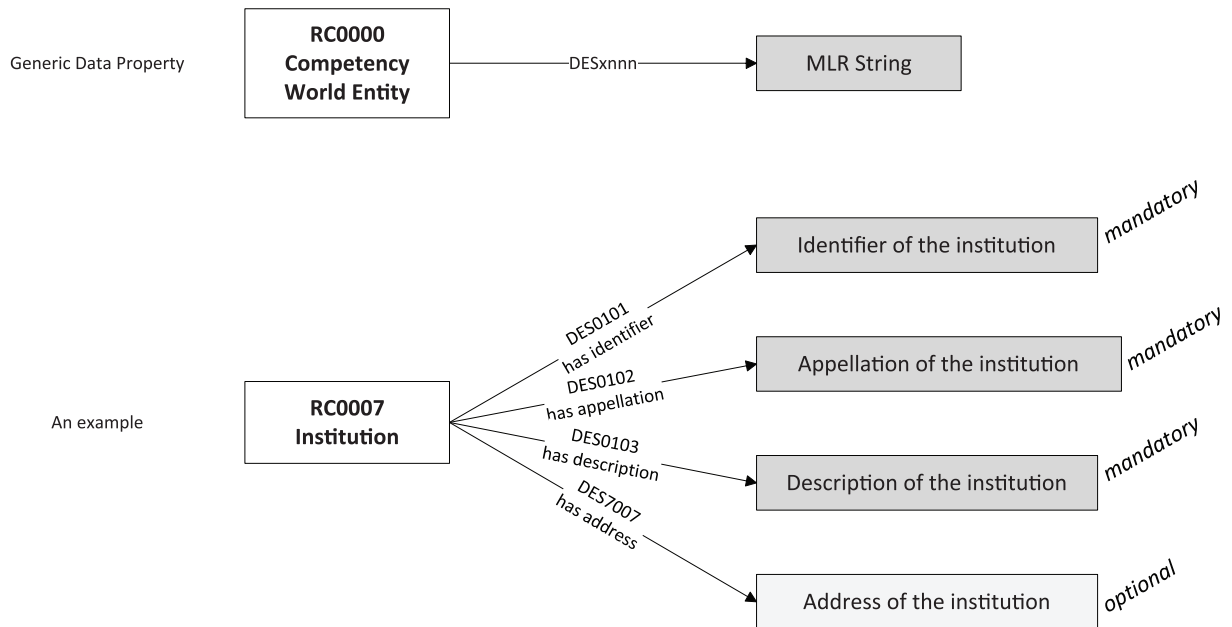 Generic Data Property
RC0000
Competency
World Entity
DESxnnn
MLR String
An example
RC0007
Institution
DES0101
has identifier
Identifier of the institution
mandatory
DES0102
has appellation
Appellation of the institution
mandatory
DES0103
has description
Description of the institution
mandatory
DES7007
has address
Address of the institution
optional